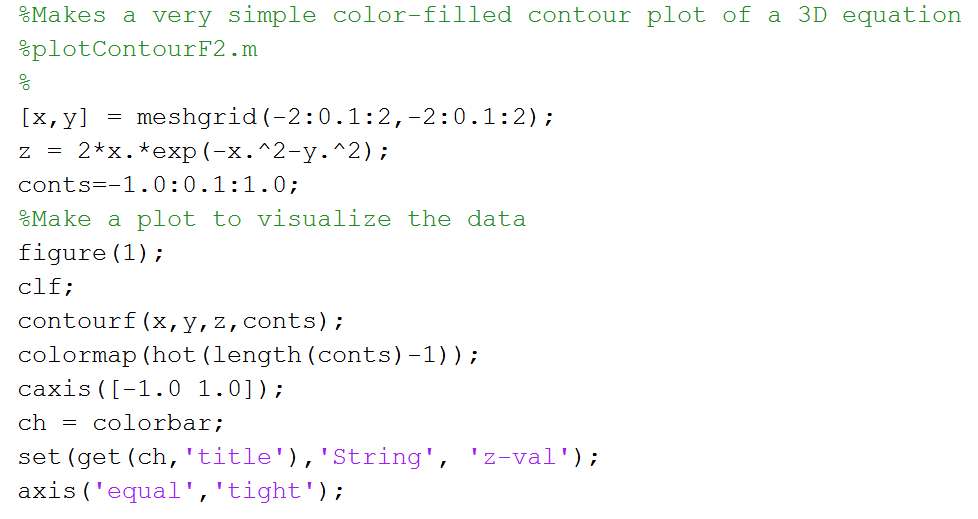 %Makes a very simple color-filled contour plot of a 3D equation
%plotContourF2.m
%
[x,y] = meshgrid(-2:0.1:2,-2:0.1:2);
z = 2*x.*exp(-x.^2-y.^2);
conts=-1.0:0.1:1.0;
%Make a plot to visualize the data
figure(1);
clf;
contourf(x,y,z,conts);
colormap(hot(length(conts)-1));
caxis([-1.0 1.0]);
ch = colorbar;
set(get(ch,'title'),'String', 'z-val');
axis('equal','tight');